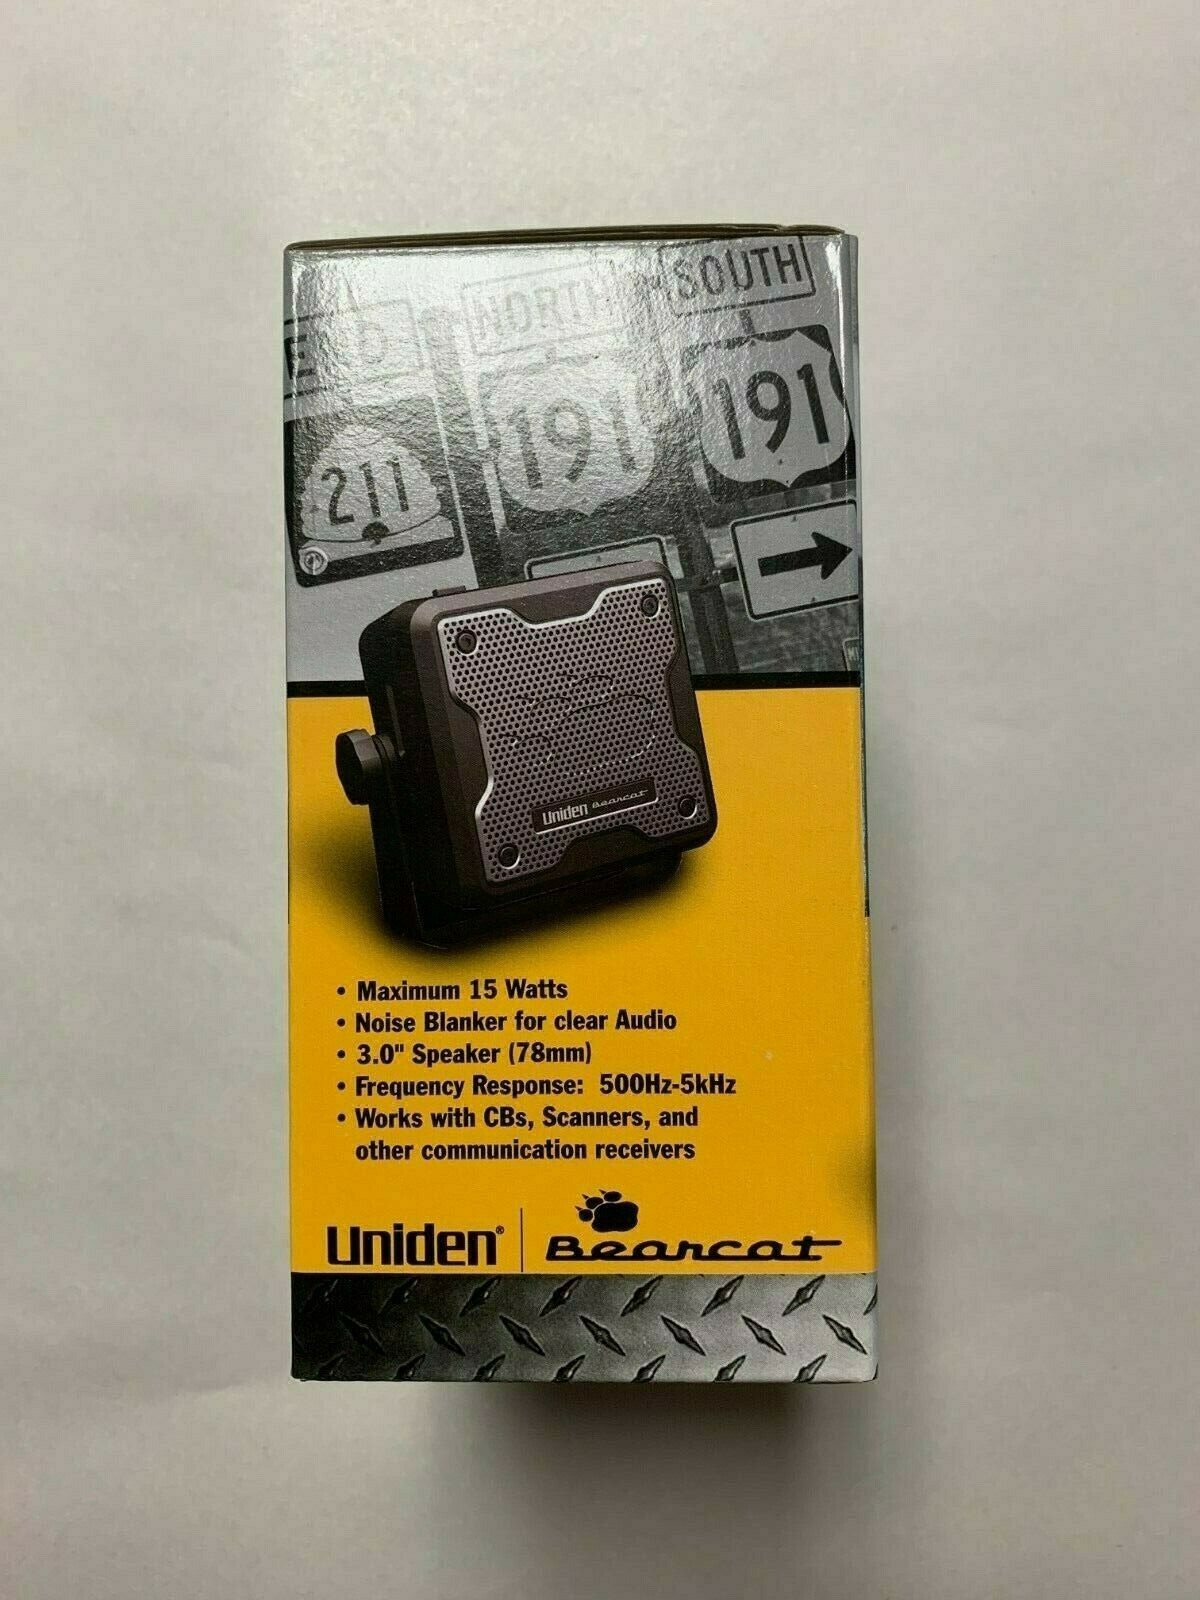 SOUTH
NORTH
191
191
211
Uniden Bearcat
• Maximum 15 Watts
• Noise Blanker for clear Audio
• 3.0" Speaker (78mm)
• Frequency Response: 500Hz-5kHz
• Works with CBs, Scanners, and
other communication receivers
Uniden® Bearcat